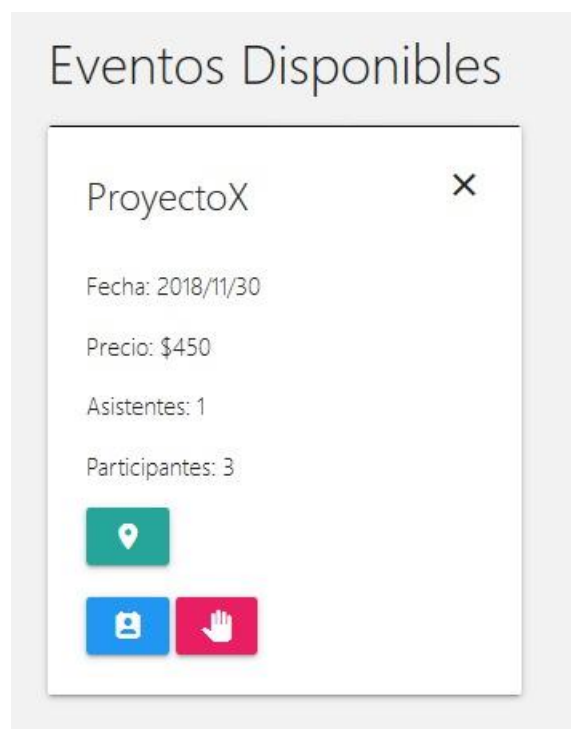 Eventos Disponibles
ProyectoX
Fecha: 2018/11/30
Precio: $450
Asistentes: 1
Participantes: 3